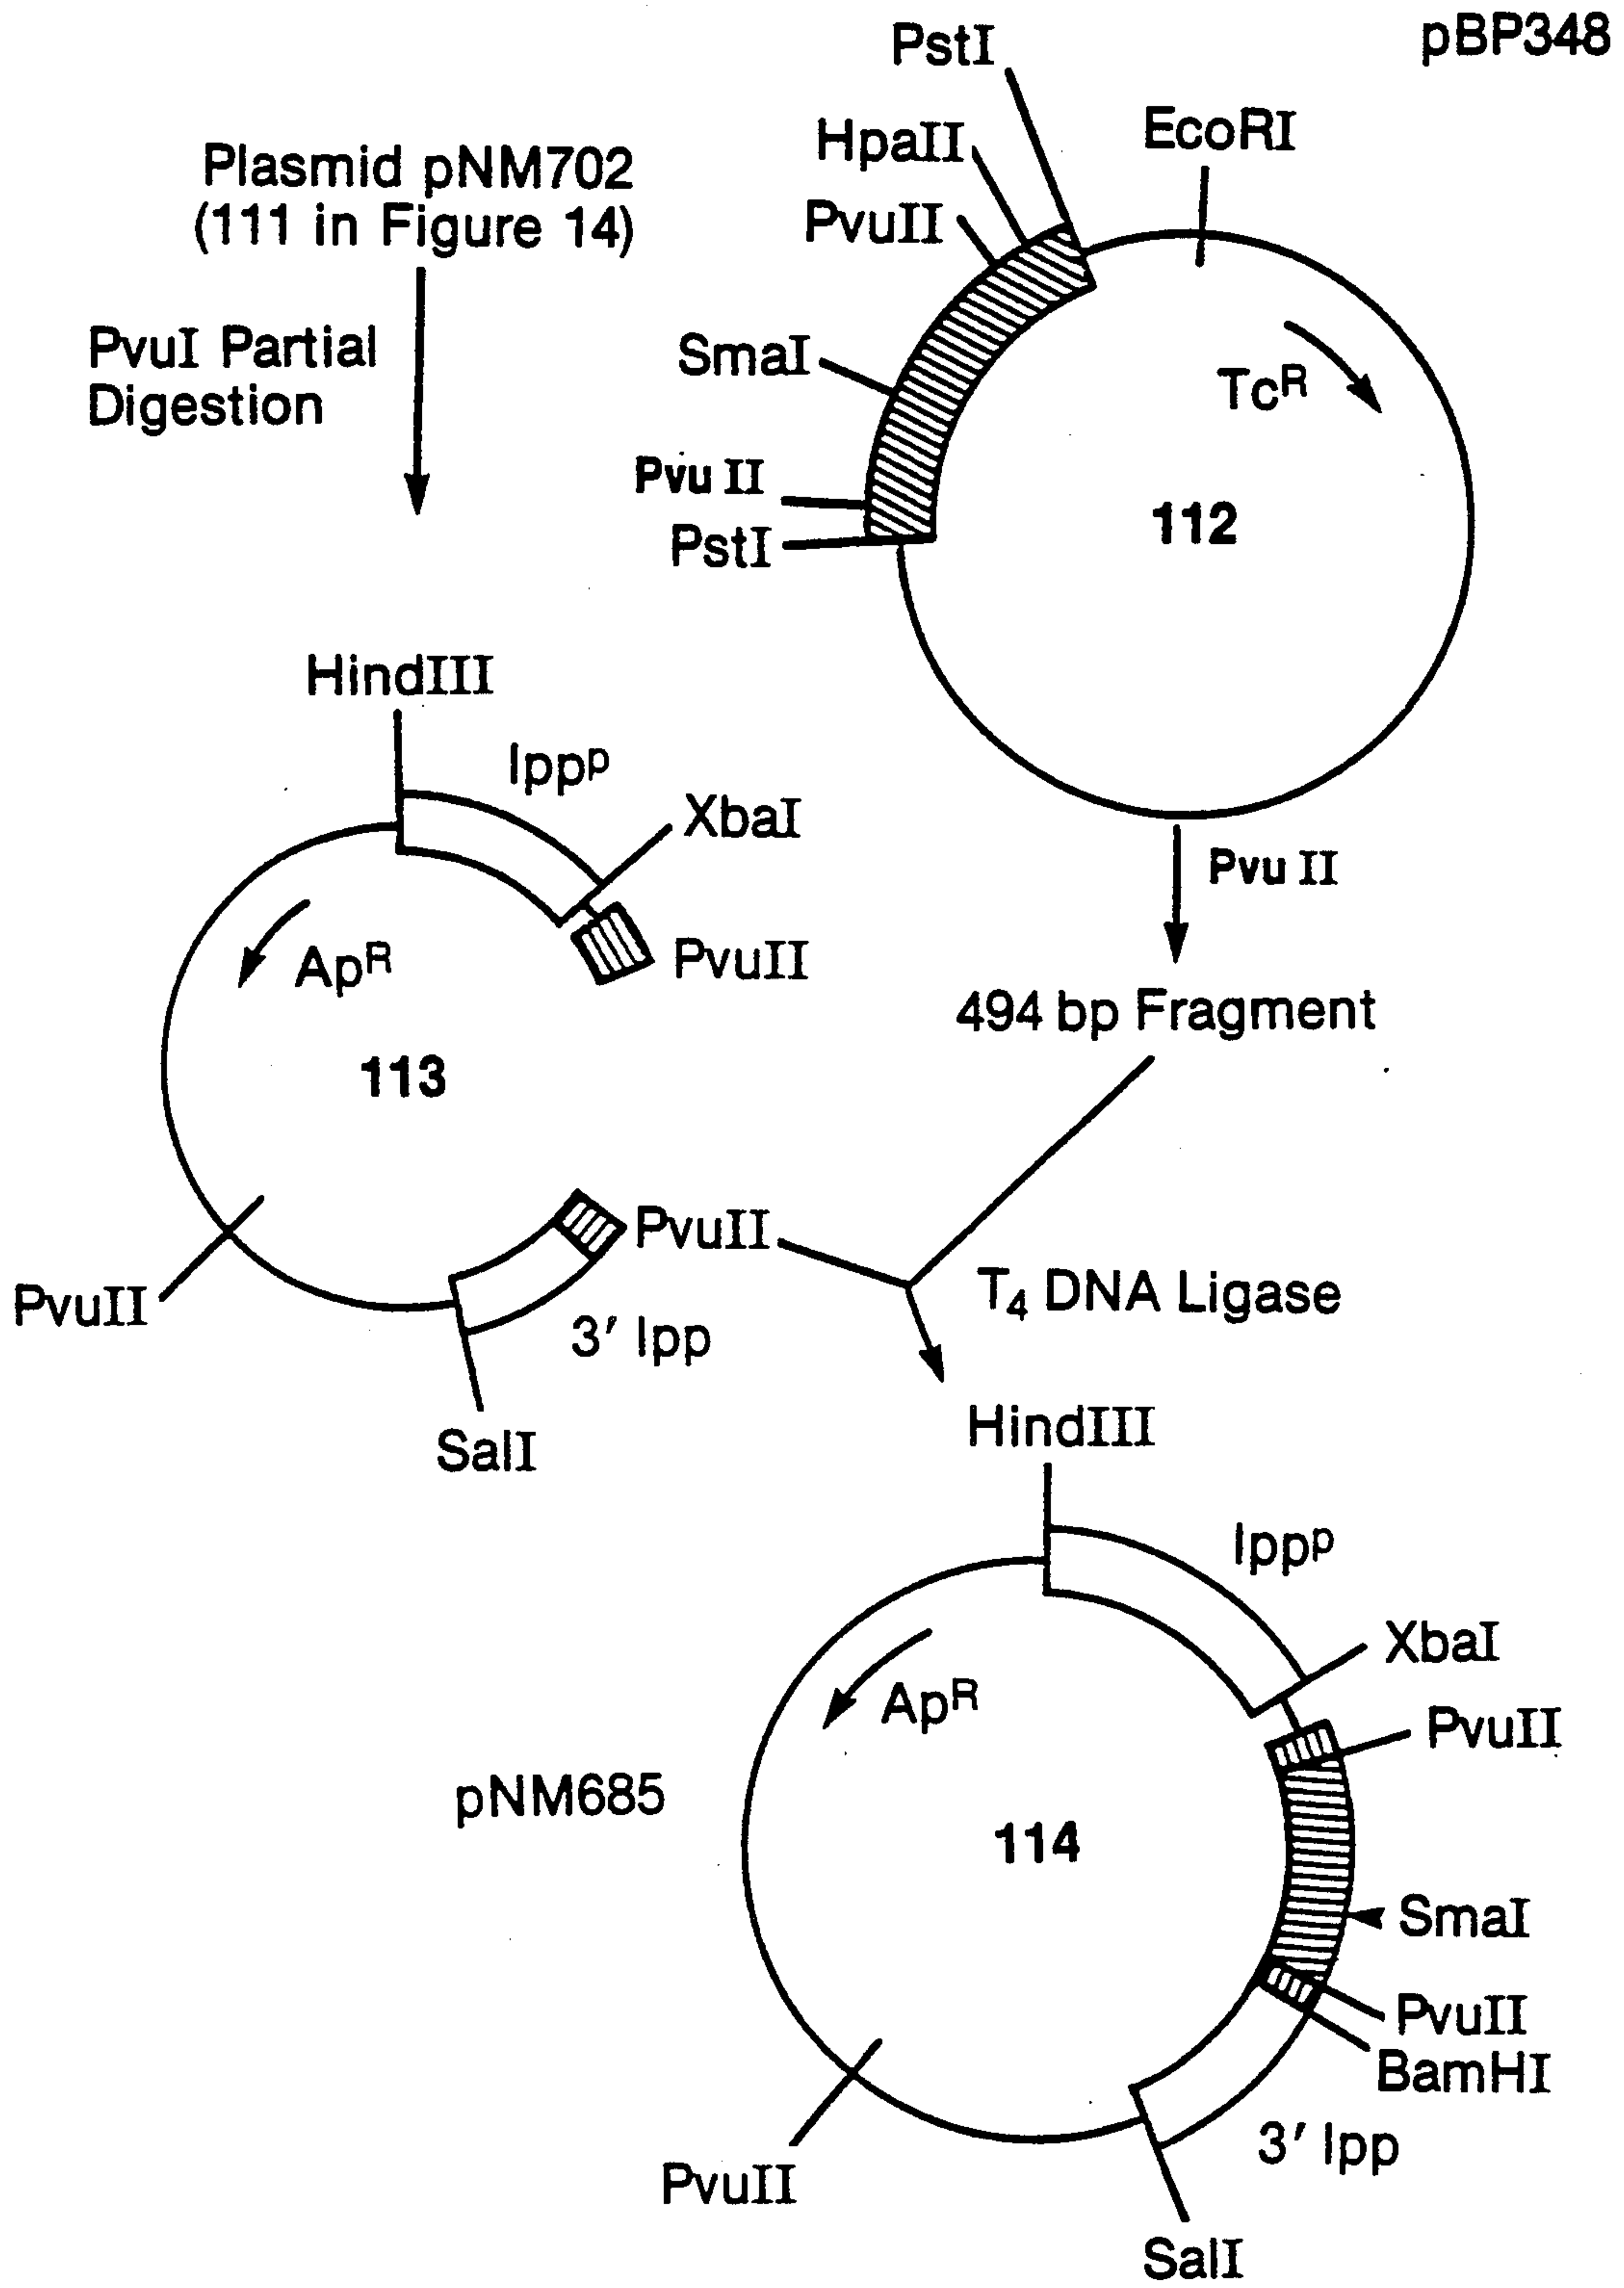 pBP348
PstI
HpaII
EcoRI
PvuII
Plasmid pNM702
(111 in Figure 14)
PvuI Partial
Digestion
SmaI
TcR
Pvu II
PstI
112
HindIII
lppp
XbaI
Pvu II
ApR
PvuII
494 bp Fragment
113
PvuII
PvuII
T4 DNA Ligase
3' lpp
SalI
HindIII
lppp
XbaI
ApR
PvuII
pNM685
114
SmaI
PvuII
BamHI
3' lpp
PvuII
SalI